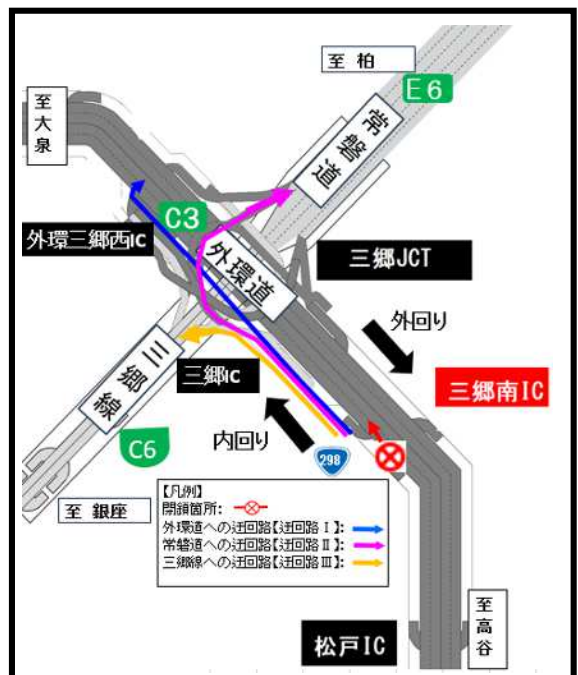 至 柏
E6
至大泉
常磐道
C3
外環三郷西IC
外環道
三郷JCT
外回り
三郷線
三郷IC
三郷南IC
C6
内回り
298
至 銀座
【凡例】
閉鎖箇所:
外環道への迂回路【迂回路Ⅰ】:
常磐道への迂回路【迂回路Ⅱ】:
三郷線への迂回路【迂回路Ⅲ】:
至高谷
松戸IC